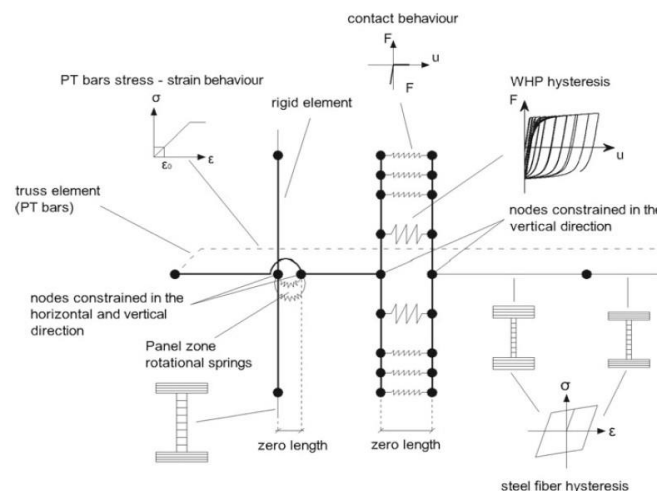 contact behaviour
F
u
F
PT bars stress - strain behaviour
σ
ε₀
ε
rigid element
WHP hysteresis
F
u
truss element
(PT bars)
nodes constrained in the
vertical direction
nodes constrained in the
horizontal and vertical
direction
Panel zone
rotational springs
zero length
zero length
σ
ε
steel fiber hysteresis